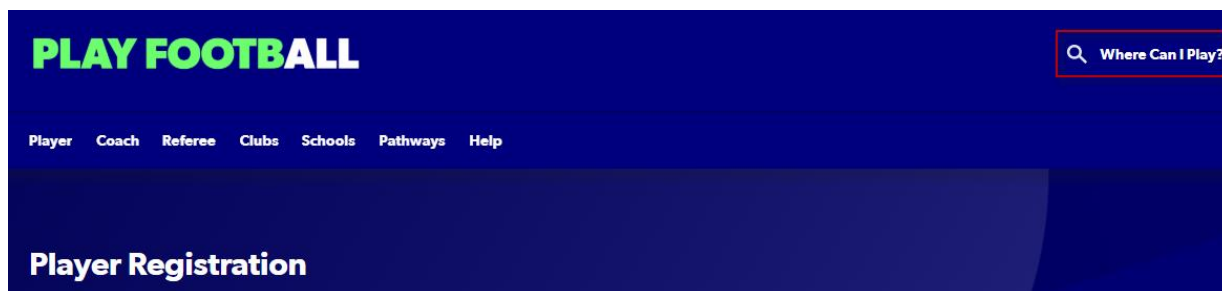 PLAY FOOTBALL
Where Can I Play?
Player Coach Referee Clubs Schools Pathways Help
Player Registration